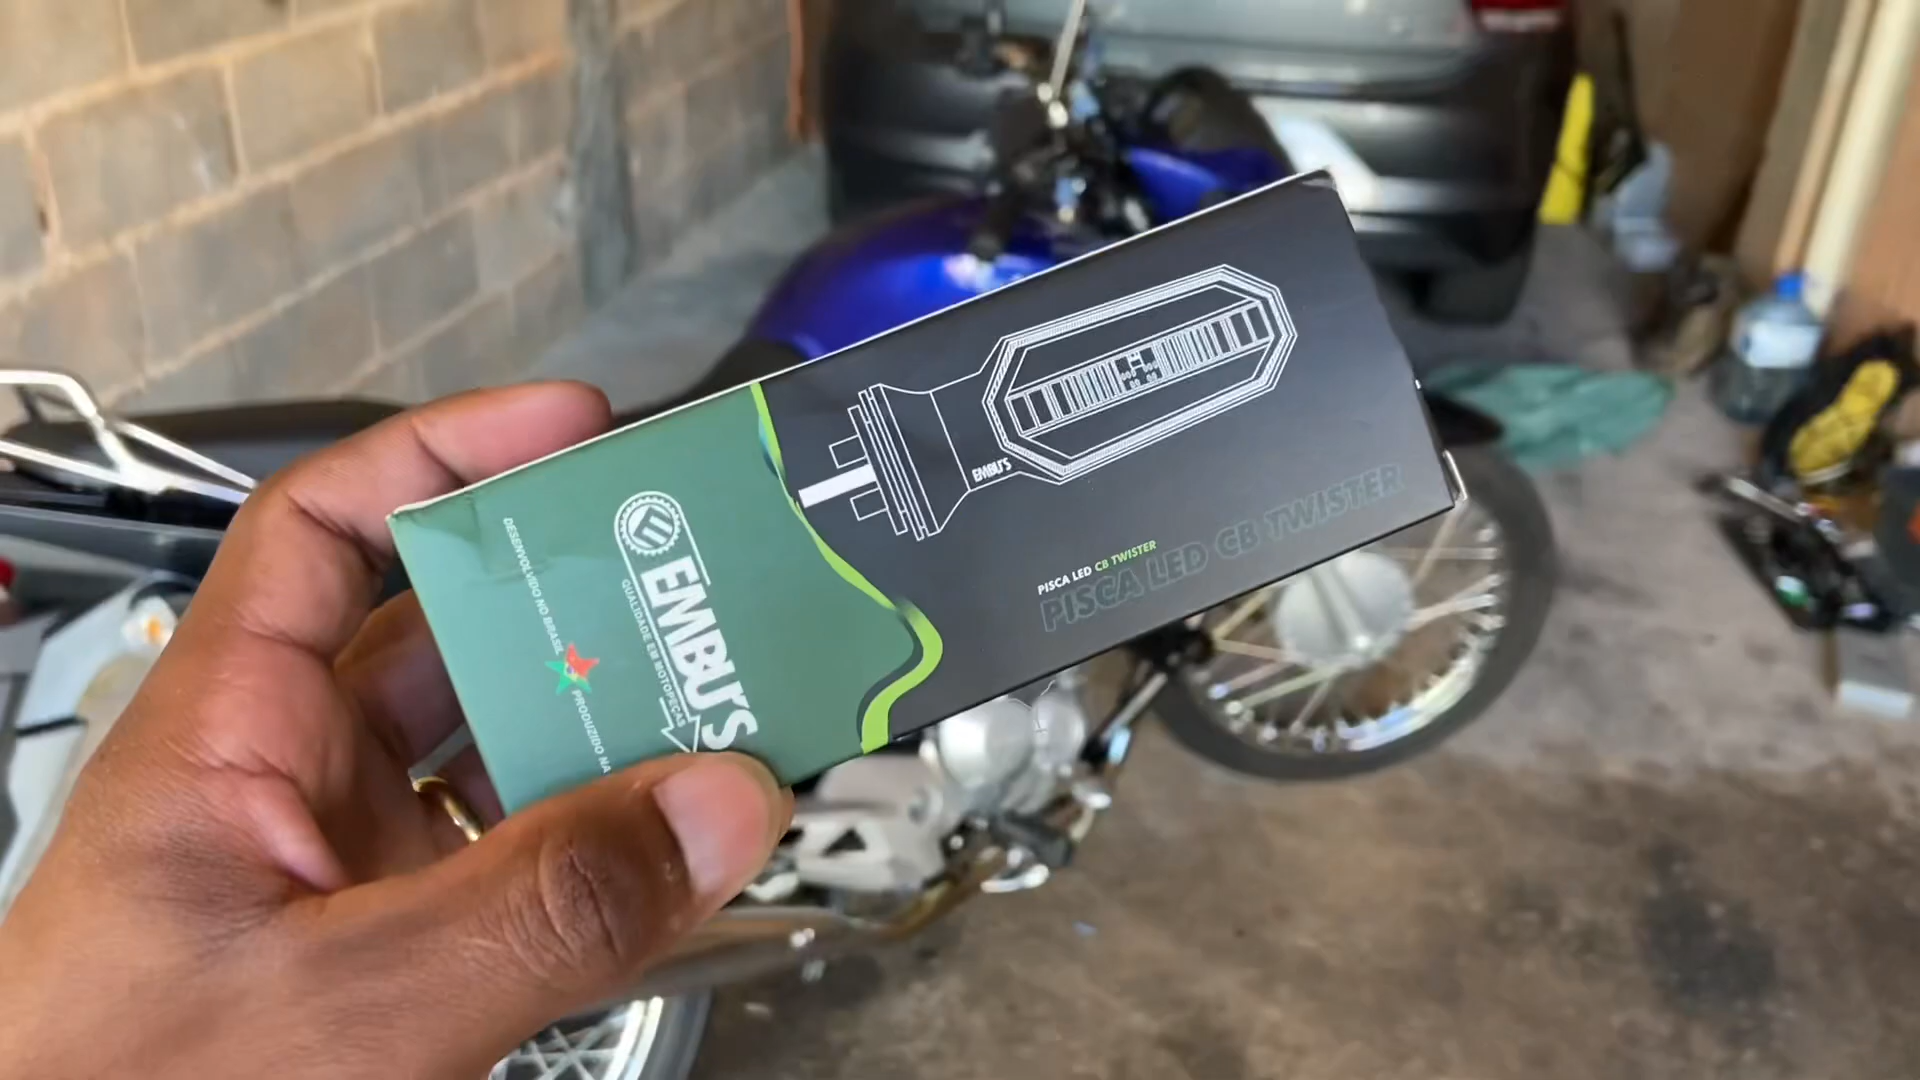 EMBU'S
PISCA LED CB TWISTER
PISCA LED CB TWISTER
EMBU'S
QUALIDADE EM MOTOPEÇAS
DESENVOLVIDO NO BRASIL
PRODUZIDO NA